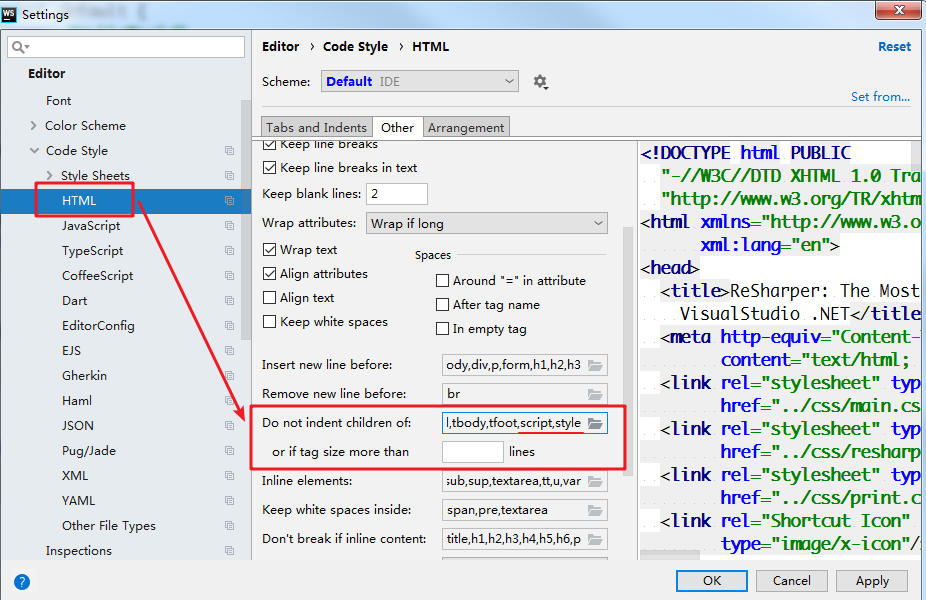 WS Settings
Editor
Font
Color Scheme
Code Style
Style Sheets
HTML
JavaScript
TypeScript
CoffeeScript
Dart
EditorConfig
EJS
Gherkin
Haml
JSON
Pug/Jade
XML
YAML
Other File Types
Inspections
?
Editor › Code Style › HTML
Reset
Scheme: Default IDE
Set from...
Tabs and Indents Other Arrangement
Keep line breaks
Keep line breaks in text
Keep blank lines: 2
Wrap attributes: Wrap if long
Wrap text
Align attributes
Align text
Keep white spaces
Spaces
Around "=" in attribute
After tag name
In empty tag
Insert new line before: ody,div,p,form,h1,h2,h3
Remove new line before: br
Do not indent children of: l,tbody,tfoot,script,style
or if tag size more than lines
Inline elements: sub,sup,textarea,tt,u,var
Keep white spaces inside: span,pre,textarea
Don't break if inline content: title,h1,h2,h3,h4,h5,h6,p
<!DOCTYPE html PUBLIC
"-//W3C//DTD XHTML 1.0 Tra
"http://www.w3.org/TR/xhtm
<html xmlns="http://www.w3.o
xml:lang="en">
<head>
<title>ReSharper: The Most
VisualStudio .NET</title
<meta http-equiv="Content-
content="text/html;
<link rel="stylesheet" typ
href="../css/main.cs
<link rel="stylesheet" typ
href="../css/resharp
<link rel="stylesheet" typ
href="../css/print.c
<link rel="Shortcut Icon"
type="image/x-icon"/
OK Cancel Apply